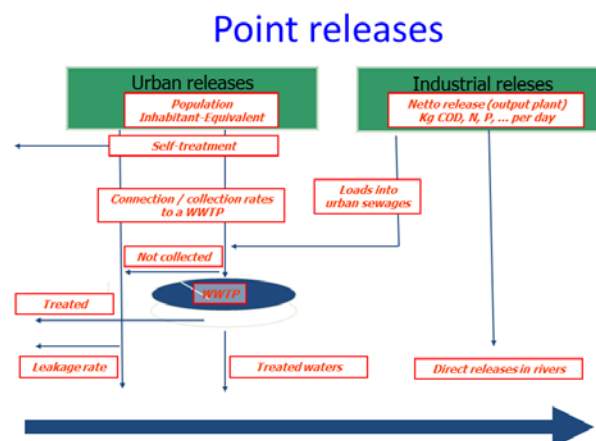 Point releases
Urban releases
Industrial releses
Population
Inhabitant-Equivalent
Netto release (output plant)
Kg COD, N, P, ... per day
Self-treatment
Connection / collection rates
to a WWTP
Loads into
urban sewages
Not collected
WWTP
Treated
Leakage rate
Treated waters
Direct releases in rivers